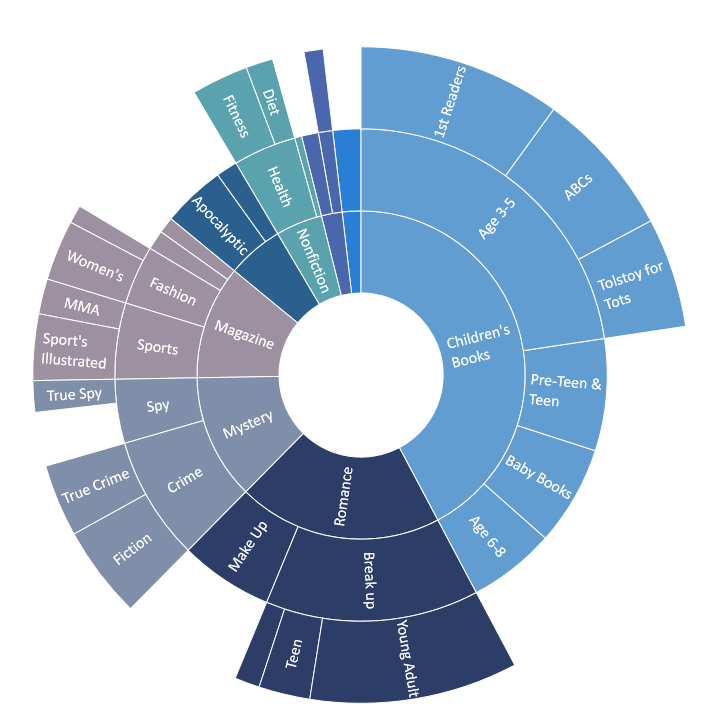 1st Readers
ABCs
Tolstoy for
Tots
Age 3-5
Children's
Books
Pre-Teen &
Teen
Baby Books
Age 6-8
Romance
Break up
Make Up
Young Adult
Teen
Mystery
Crime
Spy
True Spy
True Crime
Fiction
Magazine
Sports
Fashion
Women's
MMA
Sport's
Illustrated
Apocalyptic
Nonfiction
Health
Fitness
Diet